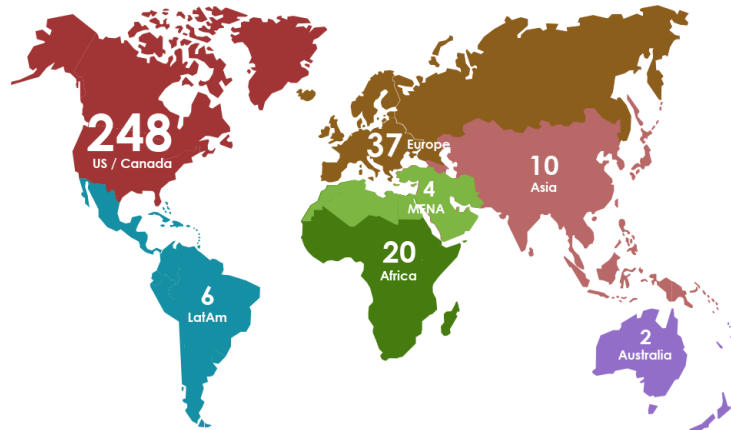 248
US / Canada
37 Europe
4
MENA
10
Asia
20
Africa
6
LatAm
2
Australia